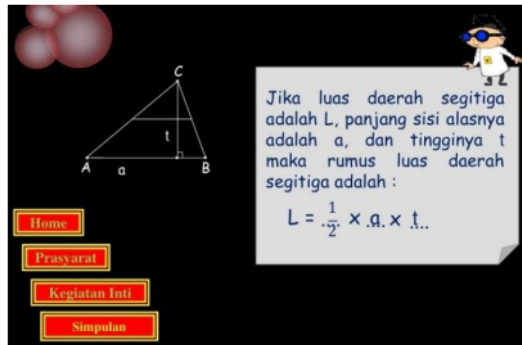 C
t
A
a
B
Jika luas daerah segitiga
adalah L, panjang sisi alasnya
adalah a, dan tingginya t
maka rumus luas daerah
segitiga adalah :
L = ..1/2.. × .a. × .t...
Home
Prasyarat
Kegiatan Inti
Simpulan